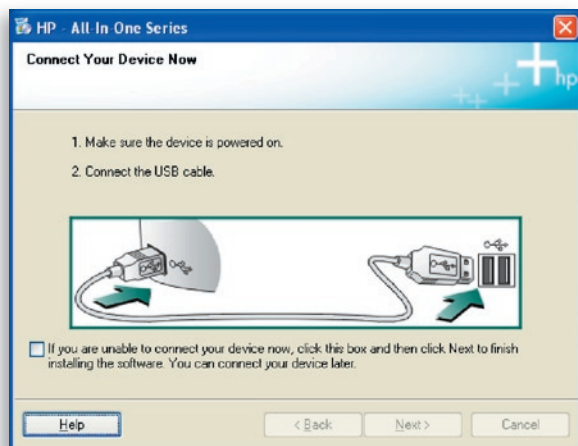 HP - All-In-One Series
Connect Your Device Now
hp
1. Make sure the device is powered on.
2. Connect the USB cable.
If you are unable to connect your device now, click this box and then click Next to finish
installing the software. You can connect your device later.
Help
< Back
Next >
Cancel